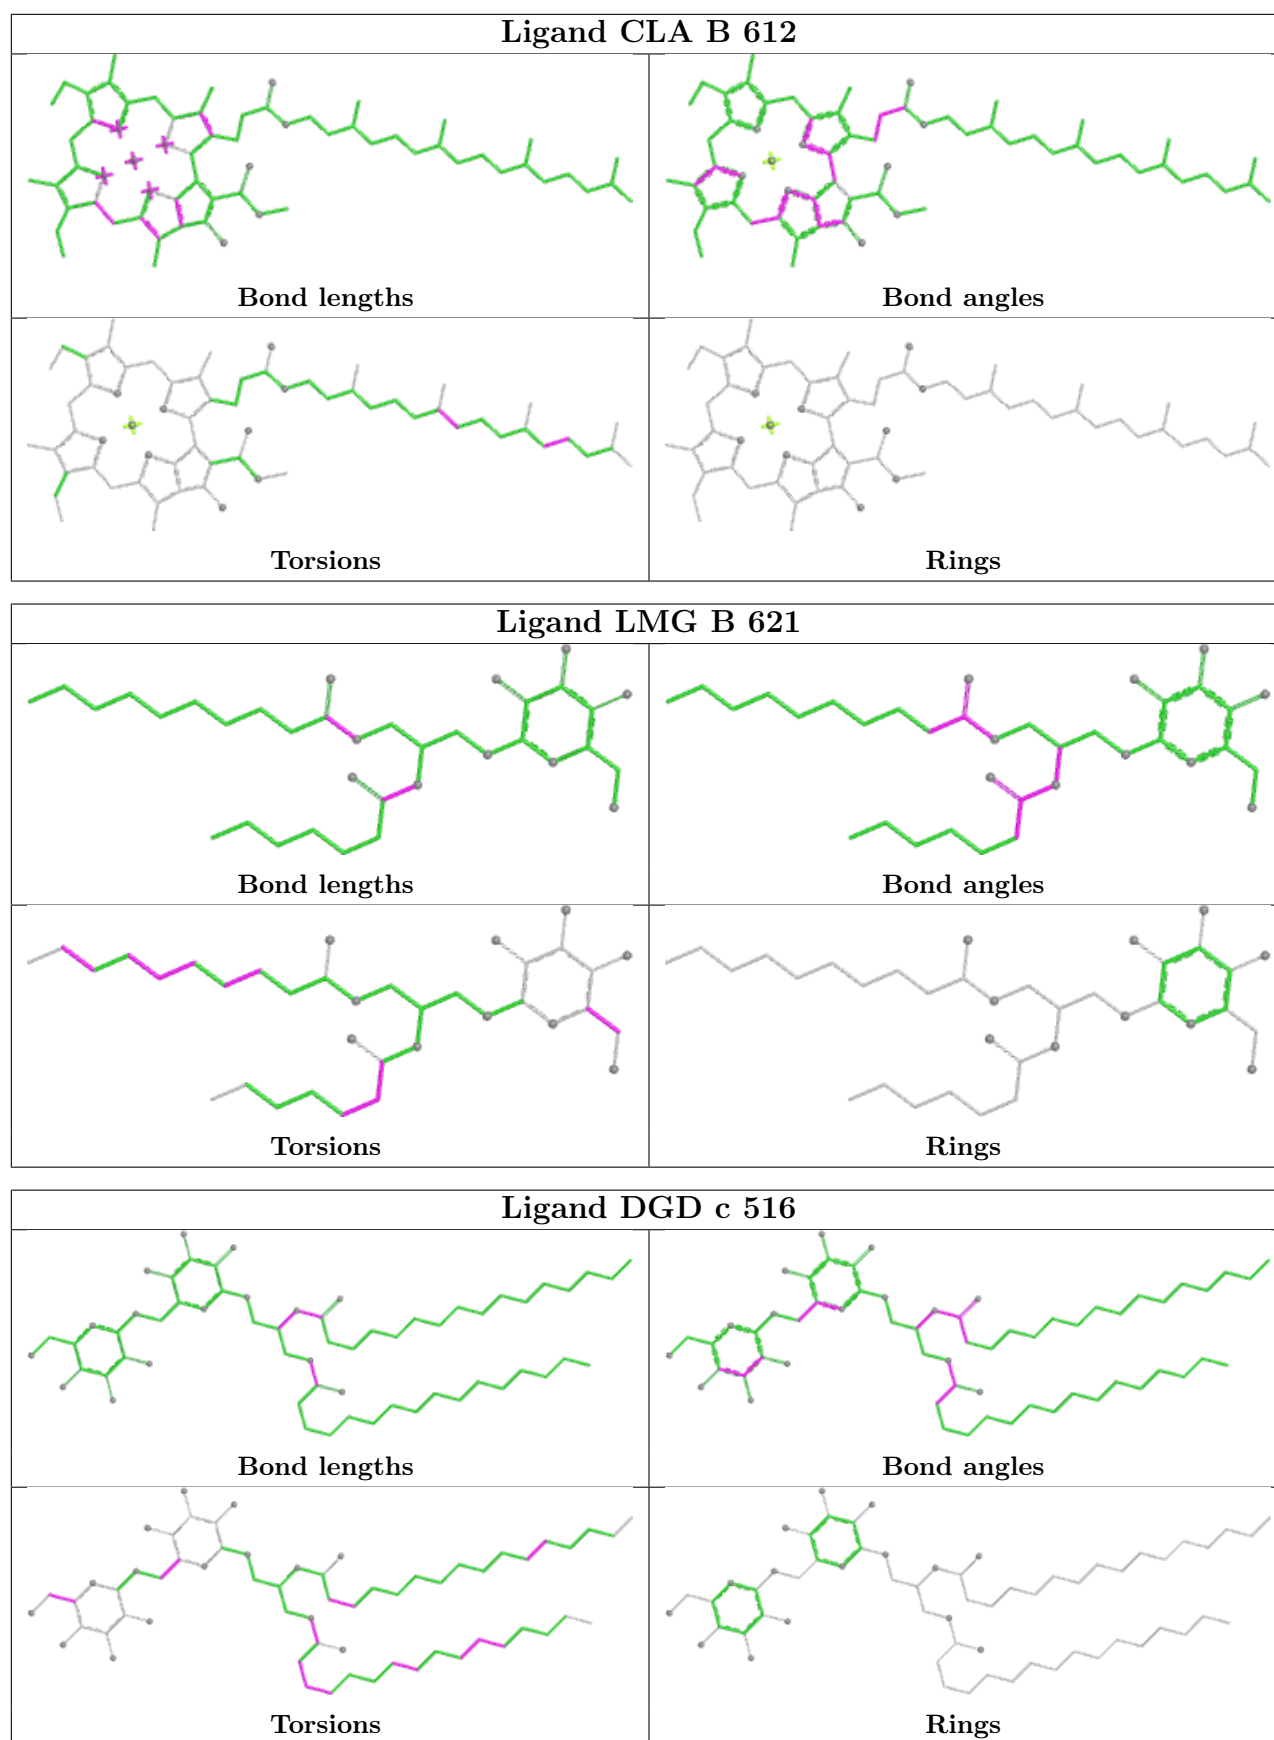 Ligand CLA B 612
Bond lengths
Bond angles
Torsions
Rings
Ligand LMG B 621
Bond lengths
Bond angles
Torsions
Rings
Ligand DGD c 516
Bond lengths
Bond angles
Torsions
Rings